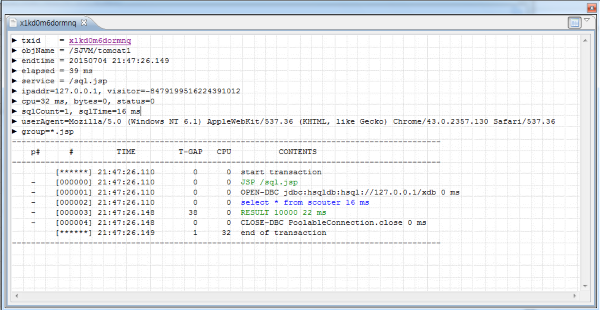 x1kd0m6dormnq
txid = x1kd0m6dormnq
objName = /SJVM/tomcat1
endtime = 20150704 21:47:26.149
elapsed = 39 ms
service = /sql.jsp
ipaddr=127.0.0.1, visitor=-8479199516224391012
cpu=32 ms, bytes=0, status=0
sqlCount=1, sqlTime=16 ms
userAgent=Mozilla/5.0 (Windows NT 6.1) AppleWebKit/537.36 (KHTML, like Gecko) Chrome/43.0.2357.130 Safari/537.36
group=*.jsp
p# # TIME T-GAP CPU CONTENTS
[******] 21:47:26.110 0 0 start transaction
- [000000] 21:47:26.110 0 0 JSP /sql.jsp
- [000001] 21:47:26.110 0 0 OPEN-DBC jdbc:hsqldb:hsql://127.0.0.1/xdb 0 ms
- [000002] 21:47:26.110 0 0 select * from scouter 16 ms
- [000003] 21:47:26.148 38 0 RESULT 10000 22 ms
- [000004] 21:47:26.148 0 0 CLOSE-DBC PoolableConnection.close 0 ms
[******] 21:47:26.149 1 32 end of transaction